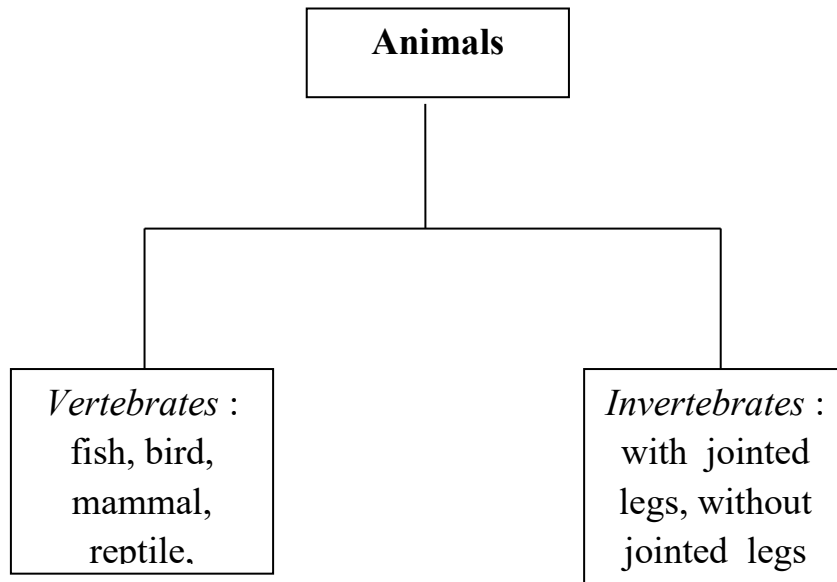 Animals
Vertebrates :
fish, bird,
mammal,
reptile,
Invertebrates :
with jointed
legs, without
jointed legs